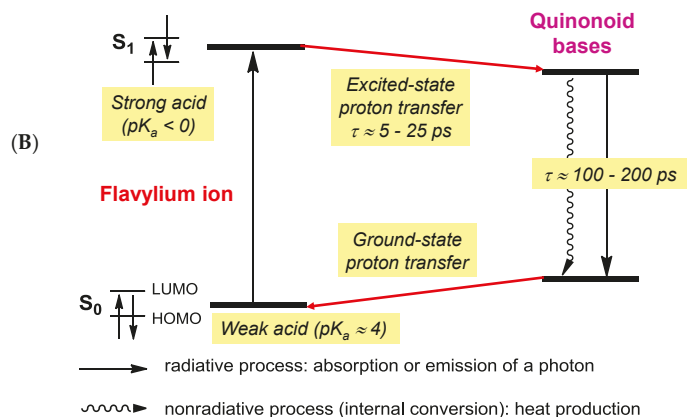 (B)
S1
Strong acid
(pKa < 0)
Flavylium ion
Excited-state
proton transfer
τ ≈ 5 - 25 ps
Quinonoid
bases
τ ≈ 100 - 200 ps
Ground-state
proton transfer
S0
LUMO
HOMO
Weak acid (pKa ≈ 4)
radiative process: absorption or emission of a photon
nonradiative process (internal conversion): heat production